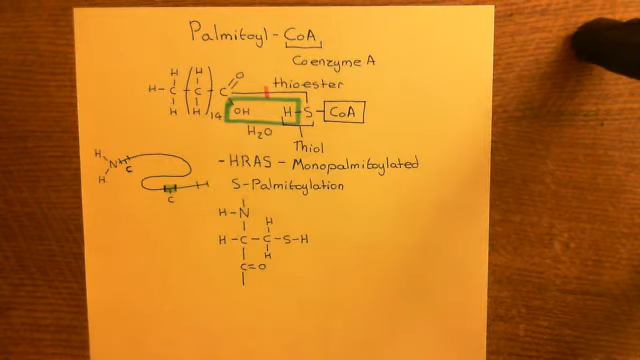 Palmitoyl-CoA
Coenzyme A
thioester
H H O
H-C-(C)-C
H H 14 OH H-S-CoA
H2O
Thiol
-HRAS - Monopalmitoylated
S-Palmitoylation
H N C
H
C
H-N H
H-C-C-S-H
H
C=O